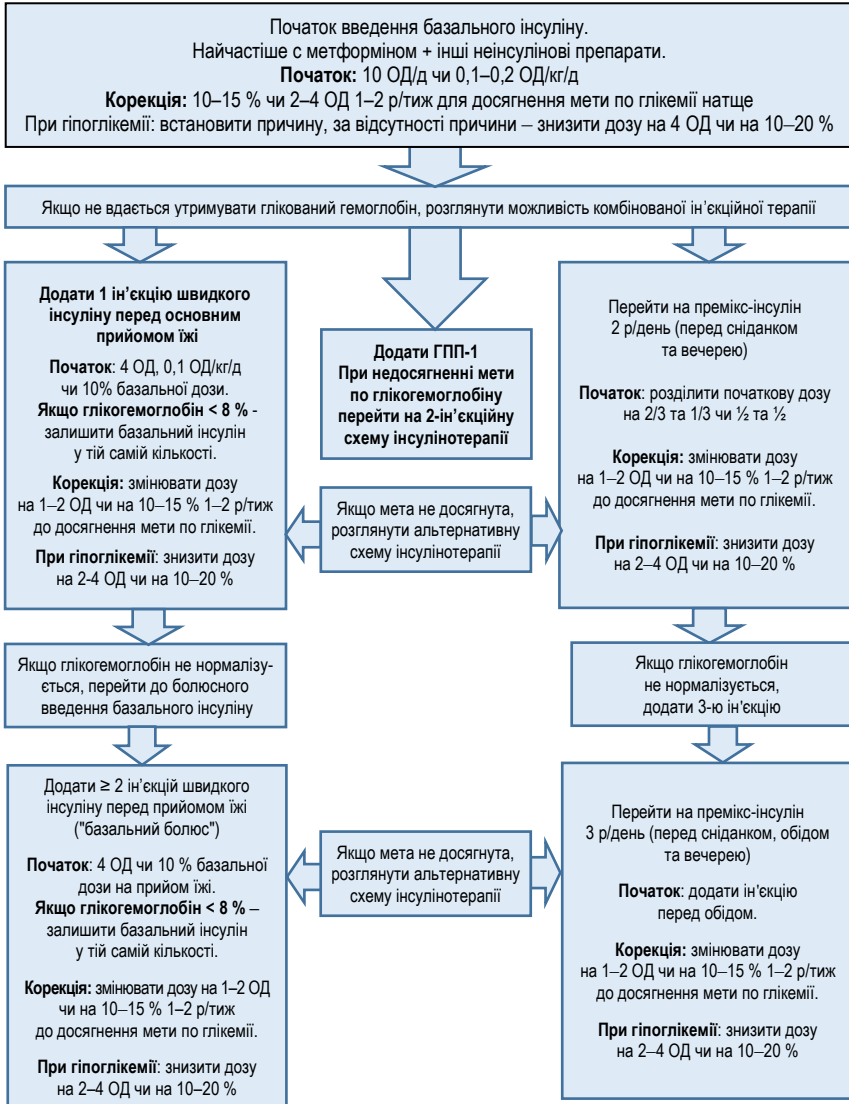 Початок введення базального інсуліну.
Найчастіше с метформіном + інші неінсулінові препарати.
Початок: 10 ОД/д чи 0,1–0,2 ОД/кг/д
Корекція: 10–15 % чи 2–4 ОД 1–2 р/тиж для досягнення мети по глікемії натще
При гіпоглікемії: встановити причину, за відсутності причини – знизити дозу на 4 ОД чи на 10–20 %
Якщо не вдається утримувати глікований гемоглобін, розглянути можливість комбінованої ін’єкційної терапії
Додати 1 ін’єкцію швидкого
інсуліну перед основним
прийомом їжі
Початок: 4 ОД, 0,1 ОД/кг/д
чи 10% базальної дози.
Якщо глікогемоглобін < 8 % -
залишити базальний інсулін
у тій самій кількості.
Корекція: змінювати дозу
на 1–2 ОД чи на 10–15 % 1–2 р/тиж
до досягнення мети по глікемії.
При гіпоглікемії: знизити дозу
на 2-4 ОД чи на 10–20 %
Додати ГПП-1
При недосягненні мети
по глікогемоглобіну
перейти на 2-ін’єкційну
схему інсулінотерапії
Перейти на премікс-інсулін
2 р/день (перед сніданком
та вечерею)
Початок: розділити початкову дозу
на 2/3 та 1/3 чи ½ та ½
Корекція: змінювати дозу
на 1–2 ОД чи на 10–15 % 1–2 р/тиж
до досягнення мети по глікемії.
При гіпоглікемії: знизити дозу
на 2–4 ОД чи на 10–20 %
Якщо мета не досягнута,
розглянути альтернативну
схему інсулінотерапії
Якщо глікогемоглобін не нормалізу-
ється, перейти до болюсного
введення базального інсуліну
Якщо глікогемоглобін
не нормалізується,
додати 3-ю ін'єкцію
Додати ≥ 2 ін’єкцій швидкого
інсуліну перед прийомом їжі
("базальний болюс")
Початок: 4 ОД чи 10 % базальної
дози на прийом їжі.
Якщо глікогемоглобін < 8 % –
залишити базальний інсулін
у тій самій кількості.
Корекція: змінювати дозу на 1–2 ОД
чи на 10–15 % 1–2 р/тиж
до досягнення мети по глікемії.
При гіпоглікемії: знизити дозу
на 2–4 ОД чи на 10–20 %
Якщо мета не досягнута,
розглянути альтернативну
схему інсулінотерапії
Перейти на премікс-інсулін
3 р/день (перед сніданком, обідом
та вечерею)
Початок: додати ін'єкцію
перед обідом.
Корекція: змінювати дозу
на 1–2 ОД чи на 10–15 % 1–2 р/тиж
до досягнення мети по глікемії.
При гіпоглікемії: знизити дозу
на 2–4 ОД чи на 10–20 %